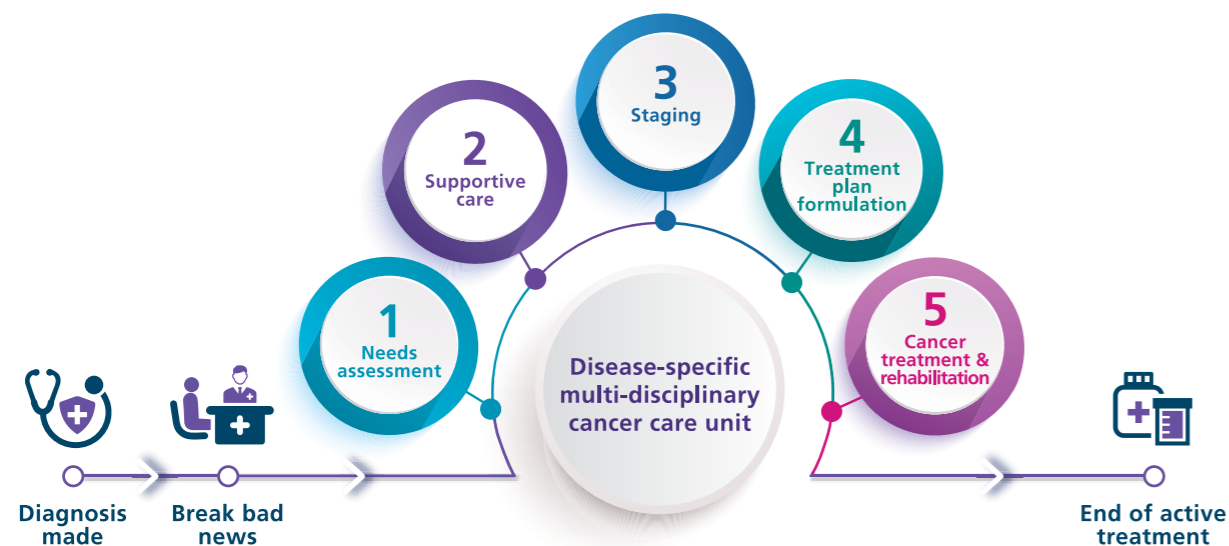 Diagnosis
made
Break bad
news
1
Needs
assessment
2
Supportive
care
3
Staging
4
Treatment
plan
formulation
5
Cancer
treatment &
rehabilitation
Disease-specific
multi-disciplinary
cancer care unit
End of active
treatment